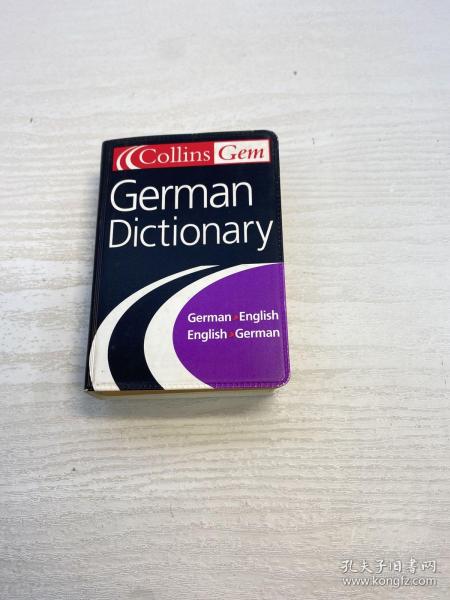 Collins Gem
German
Dictionary
German»English
English»German
孔夫子旧书网
www.kongfz.com